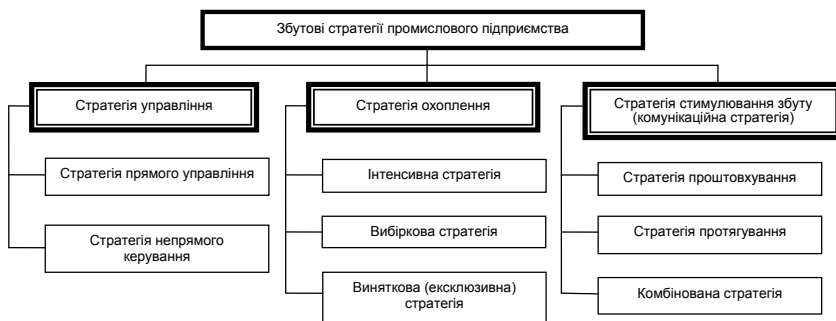 Збутові стратегії промислового підприємства
Стратегія управління
Стратегія прямого управління
Стратегія непрямого
керування
Стратегія охоплення
Інтенсивна стратегія
Вибіркова стратегія
Виняткова (ексклюзивна)
стратегія
Стратегія стимулювання збуту
(комунікаційна стратегія)
Стратегія проштовхування
Стратегія протягування
Комбінована стратегія